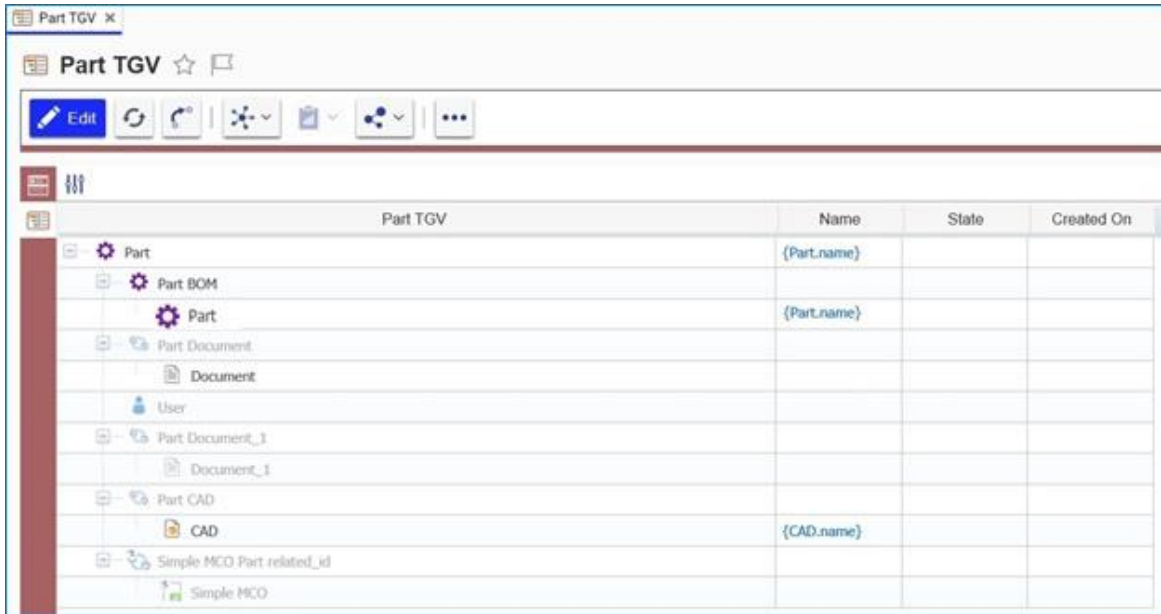 Part TGV
Part TGV
Edit
Part TGV Name State Created On
Part {Part.name}
Part BOM
Part {Part.name}
Part Document
Document
User
Part Document_1
Document_1
Part CAD
CAD {CAD.name}
Simple MCO Part related_id
Simple MCO